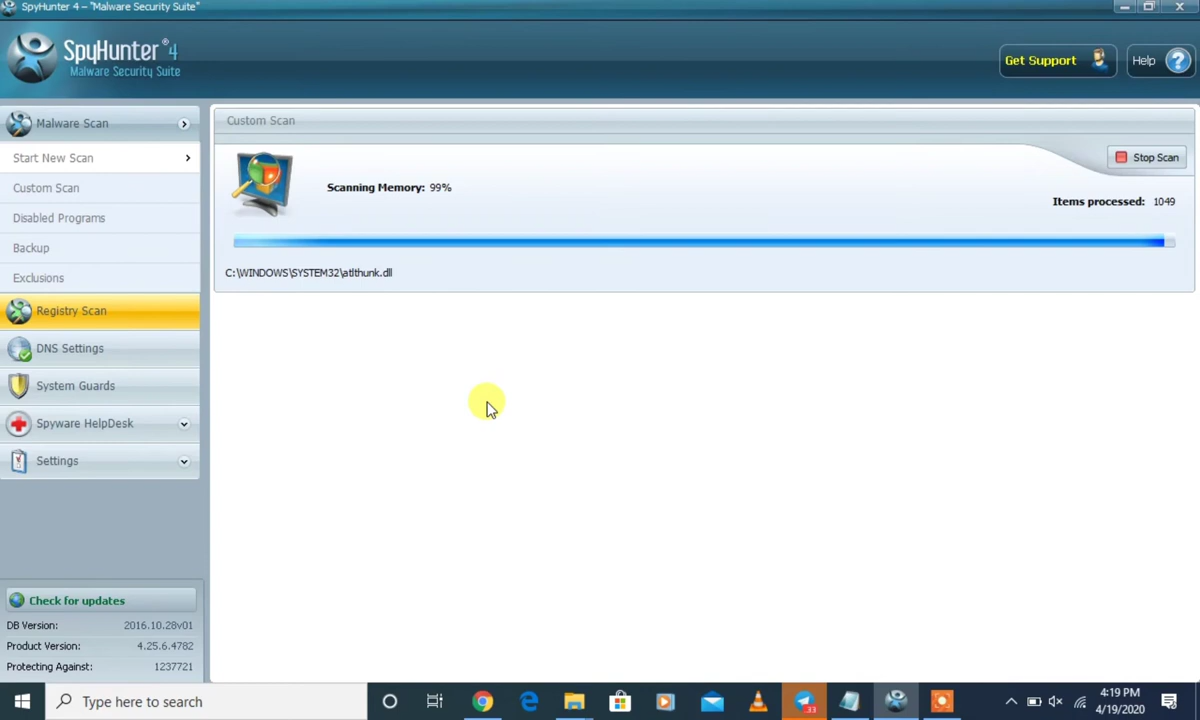 SpyHunter 4 – "Malware Security Suite"
SpyHunter® 4
Malware Security Suite
Get Support
Help
Malware Scan
Start New Scan
Custom Scan
Disabled Programs
Backup
Exclusions
Registry Scan
DNS Settings
System Guards
Spyware HelpDesk
Settings
Check for updates
DB Version: 2016.10.28v01
Product Version: 4.25.6.4782
Protecting Against: 1237721
Custom Scan
Stop Scan
Scanning Memory: 99%
Items processed: 1049
C:\WINDOWS\SYSTEM32\atlthunk.dll
Type here to search
33
4:19 PM
4/19/2020